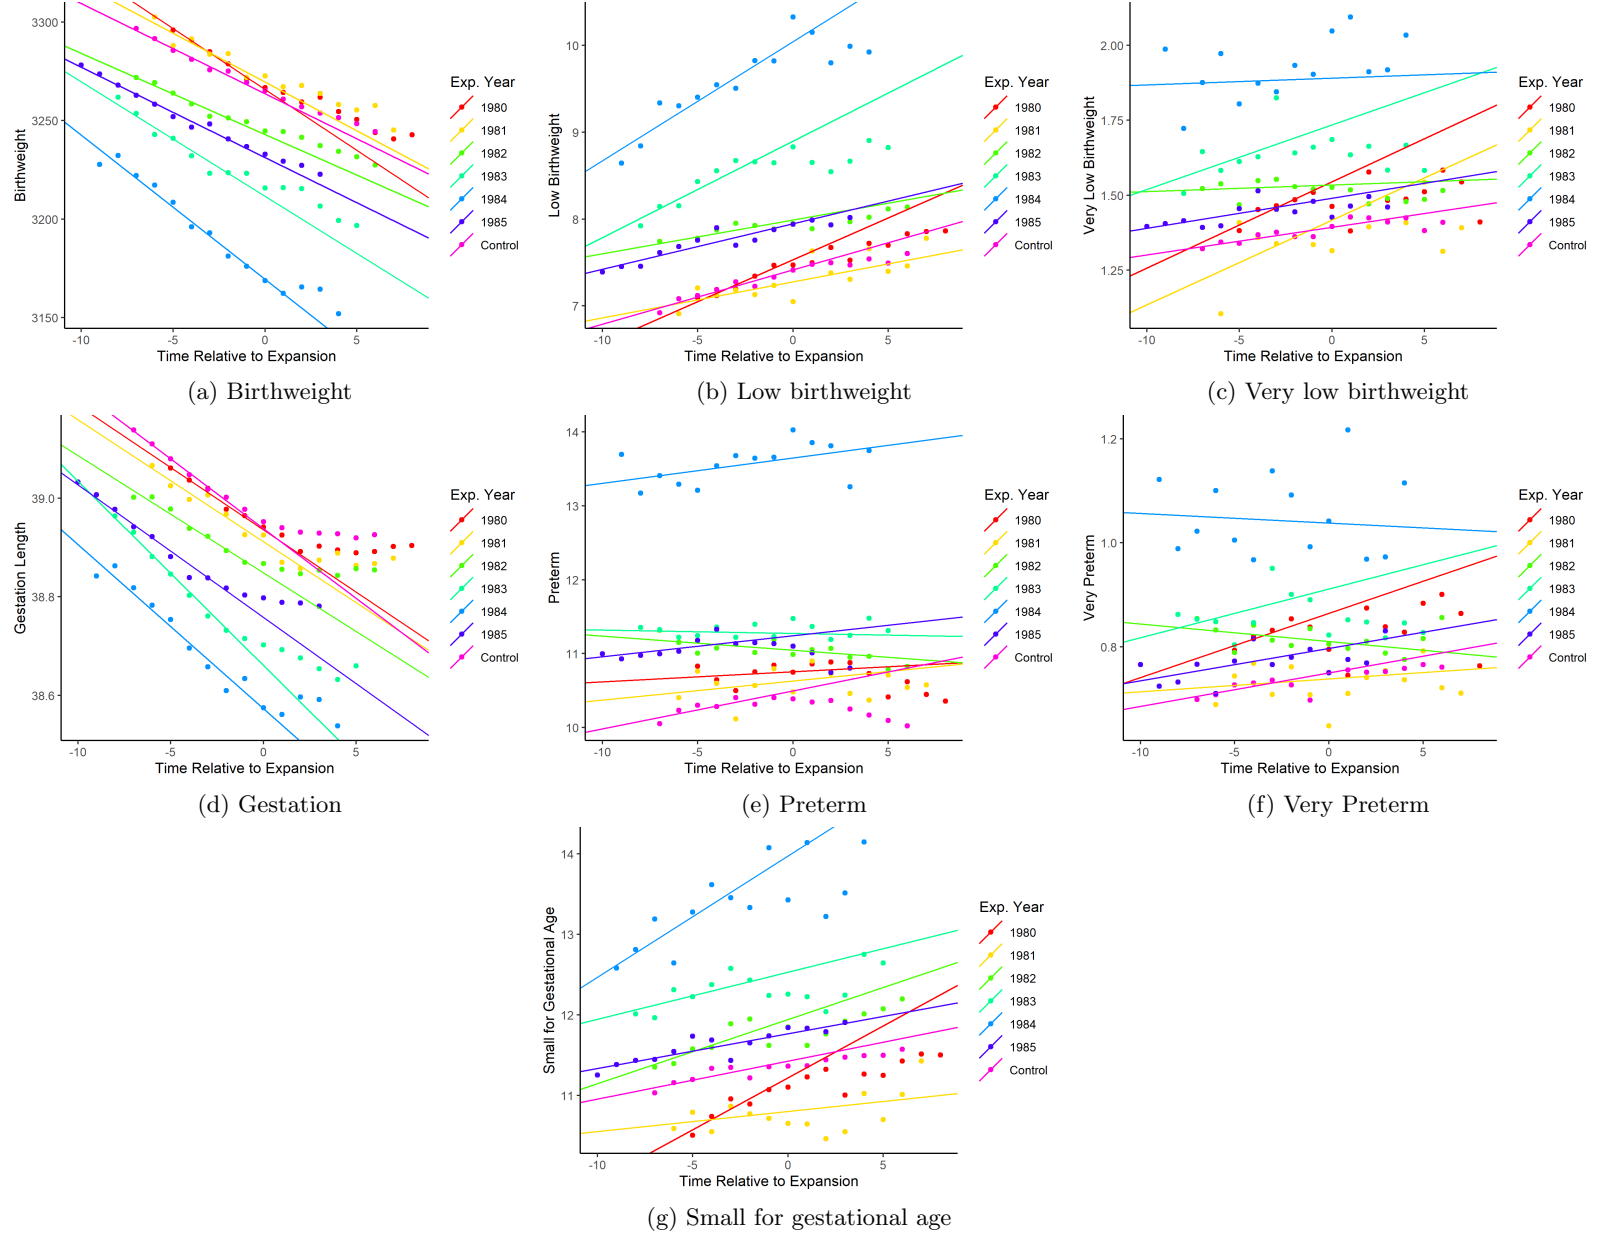 Birthweight
3300
3250
3200
3150
-10
-5
0
5
Time Relative to Expansion
Exp. Year
1980
1981
1982
1983
1984
1985
Control
(a) Birthweight
Low Birthweight
10
9
8
7
-10
-5
0
5
Time Relative to Expansion
Exp. Year
1980
1981
1982
1983
1984
1985
Control
(b) Low birthweight
Very Low Birthweight
2.00
1.75
1.50
1.25
-10
-5
0
5
Time Relative to Expansion
Exp. Year
1980
1981
1982
1983
1984
1985
Control
(c) Very low birthweight
Gestation Length
39.0
38.8
38.6
-10
-5
0
5
Time Relative to Expansion
Exp. Year
1980
1981
1982
1983
1984
1985
Control
(d) Gestation
Preterm
14
13
12
11
10
-10
-5
0
5
Time Relative to Expansion
Exp. Year
1980
1981
1982
1983
1984
1985
Control
(e) Preterm
Very Preterm
1.2
1.0
0.8
-10
-5
0
5
Time Relative to Expansion
Exp. Year
1980
1981
1982
1983
1984
1985
Control
(f) Very Preterm
Small for Gestational Age
14
13
12
11
-10
-5
0
5
Time Relative to Expansion
Exp. Year
1980
1981
1982
1983
1984
1985
Control
(g) Small for gestational age